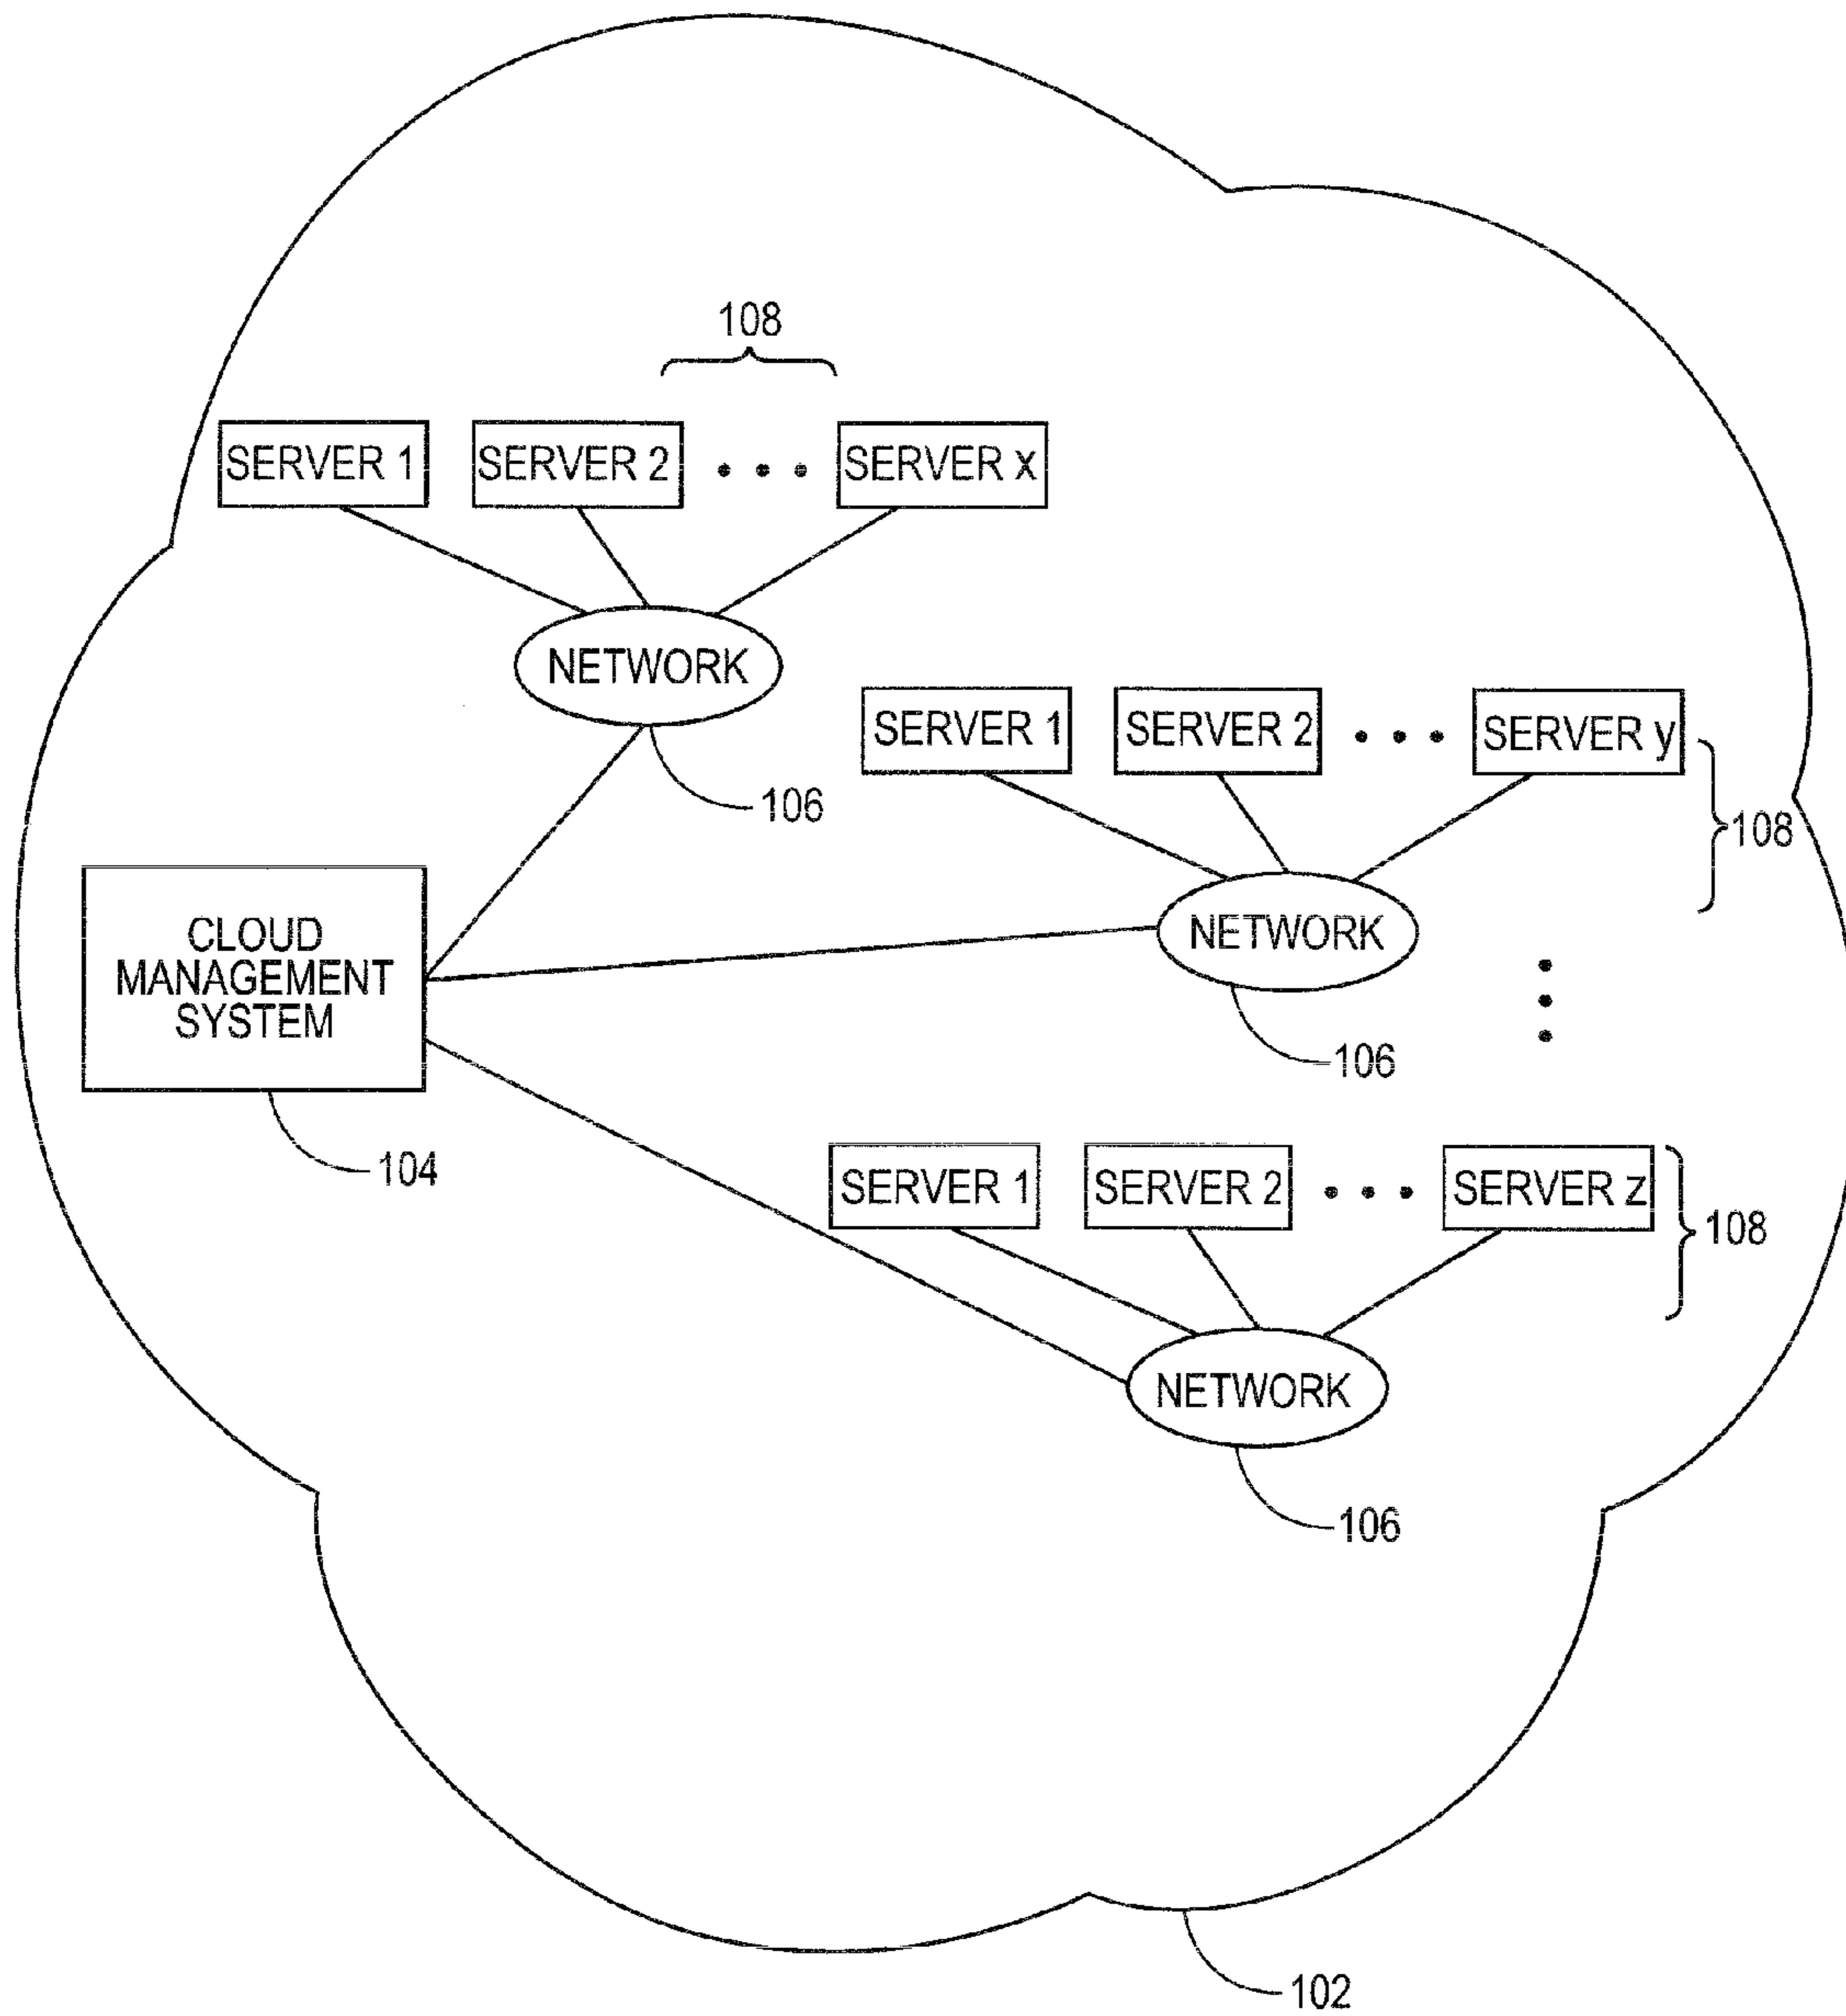 108
SERVER 1
SERVER 2
• • •
SERVER x
NETWORK
106
SERVER 1
SERVER 2
• • •
SERVER y
108
NETWORK
106
CLOUD
MANAGEMENT
SYSTEM
104
SERVER 1
SERVER 2
• • •
SERVER z
108
NETWORK
106
102